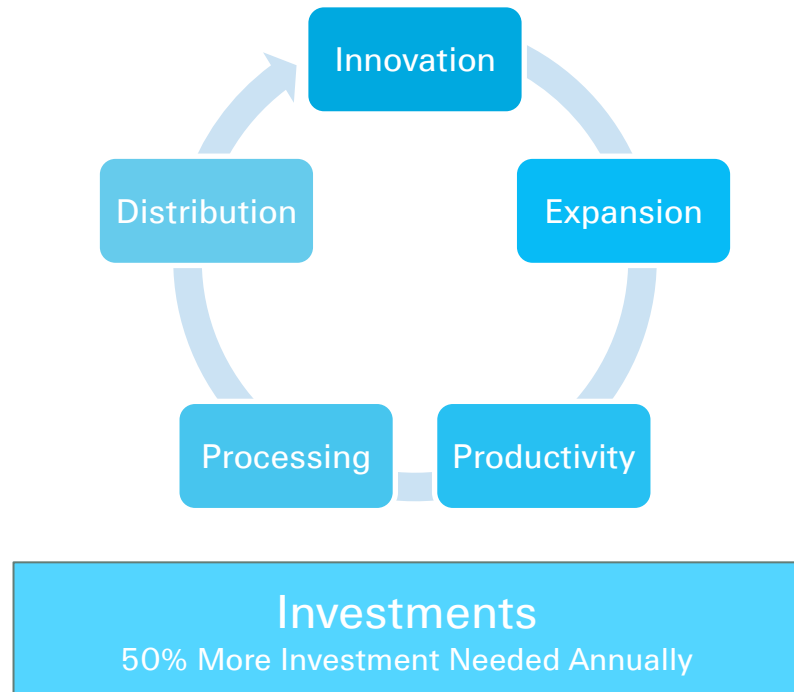 Innovation
Expansion
Productivity
Processing
Distribution
Investments
50% More Investment Needed Annually